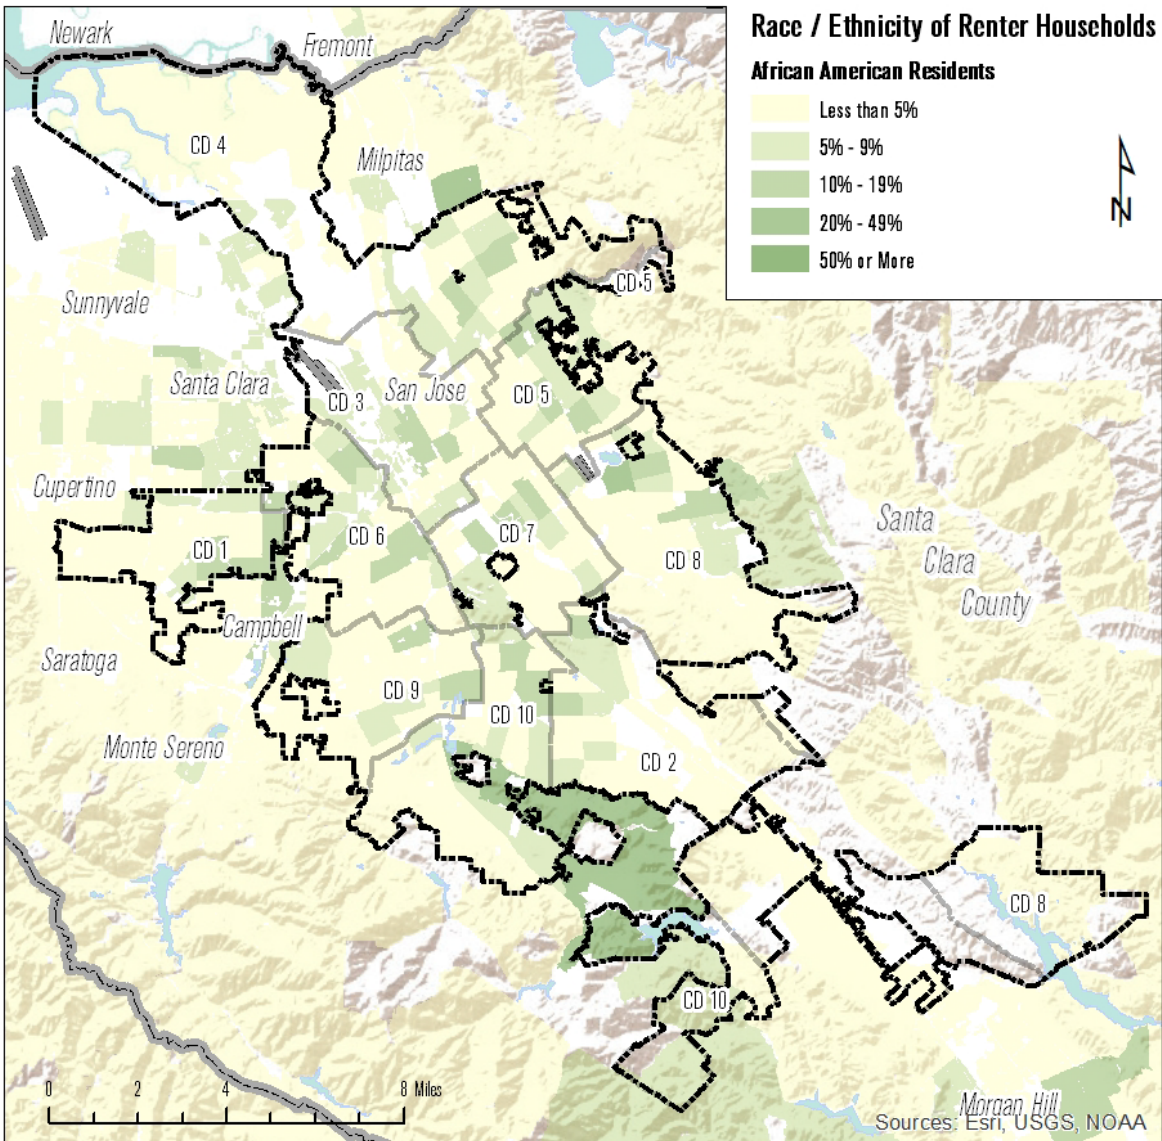 Race / Ethnicity of Renter Households
African American Residents
Less than 5%
5% - 9%
10% - 19%
20% - 49%
50% or More
N
Newark
Fremont
CD 4
Milpitas
CD 5
Sunnyvale
Santa Clara
CD 3
San Jose
CD 5
Cupertino
CD 1
CD 6
CD 7
CD 8
Santa
Clara
County
Campbell
Saratoga
CD 9
CD 10
Monte Sereno
CD 2
CD 8
CD 10
0 2 4 8 Miles
Morgan Hill
Sources: Esri, USGS, NOAA